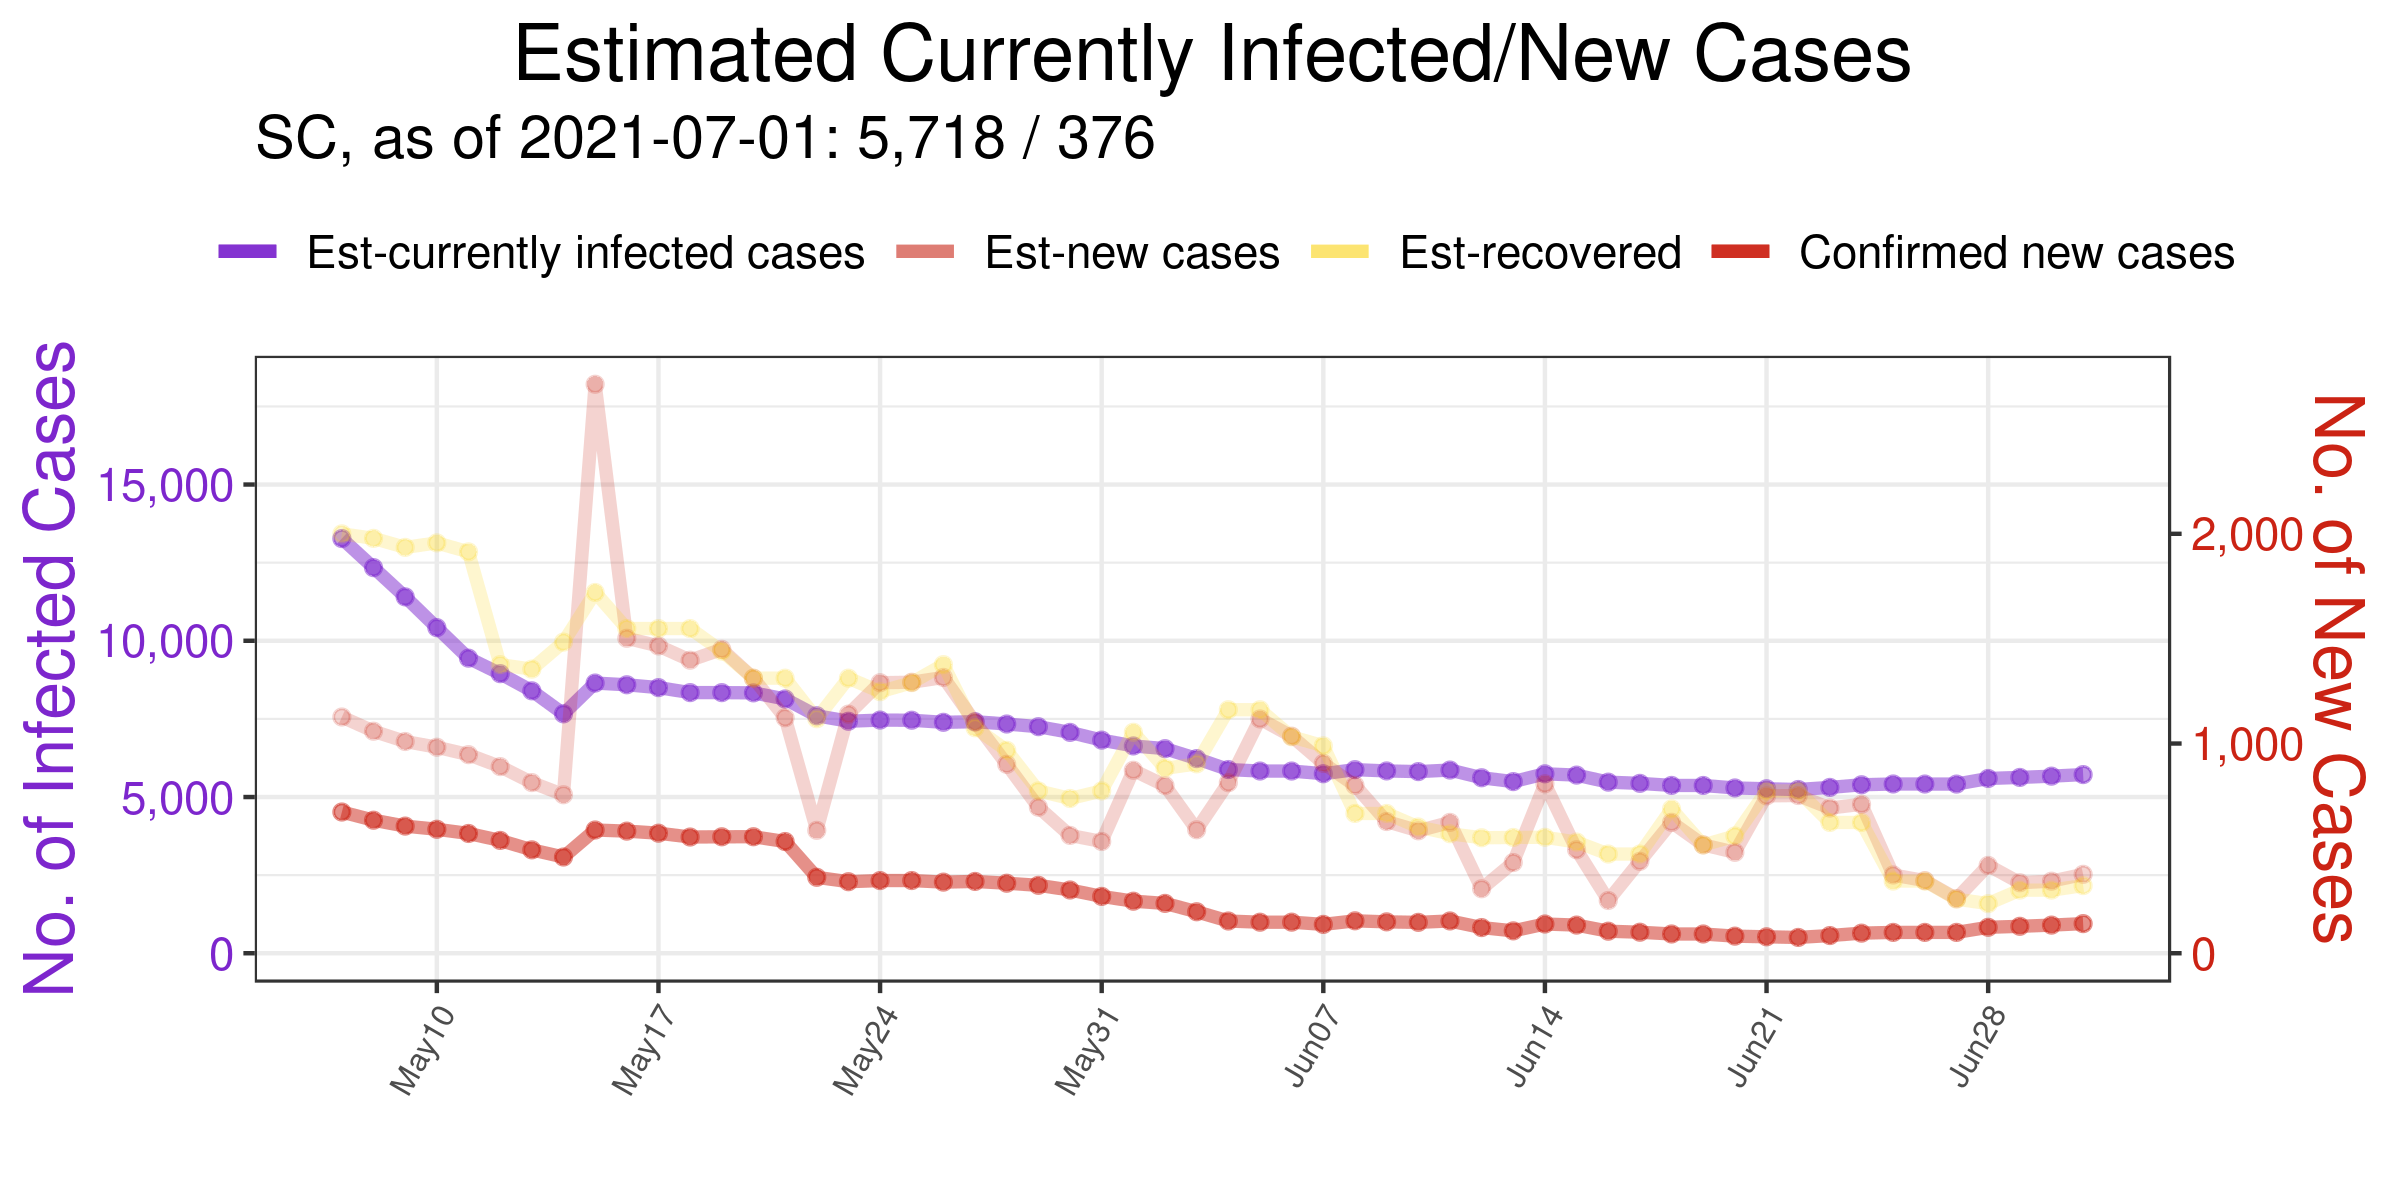 Estimated Currently Infected/New Cases
SC, as of 2021-07-01: 5,718 / 376
Est-currently infected cases
Est-new cases
Est-recovered
Confirmed new cases
No. of Infected Cases
15,000
10,000
5,000
0
No. of New Cases
2,000
1,000
0
May10
May17
May24
May31
Jun07
Jun14
Jun21
Jun28